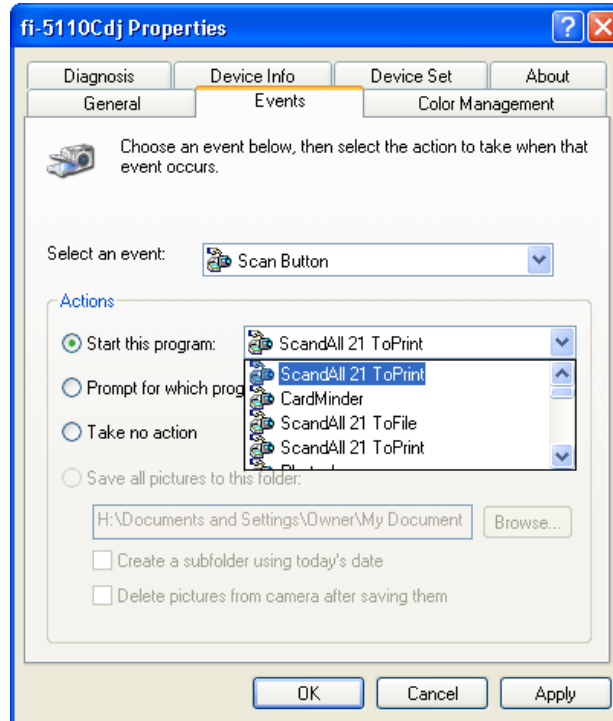 fi-5110Cdj Properties
Diagnosis
Device Info
Device Set
About
General
Events
Color Management
Choose an event below, then select the action to take when that
event occurs.
Select an event:
Scan Button
Actions
Start this program:
ScandAll 21 ToPrint
ScandAll 21 ToPrint
Prompt for which prog
CardMinder
ScandAll 21 ToFile
Take no action
ScandAll 21 ToPrint
Save all pictures to this folder:
H:\Documents and Settings\Owner\My Document
Browse...
Create a subfolder using today's date
Delete pictures from camera after saving them
OK
Cancel
Apply